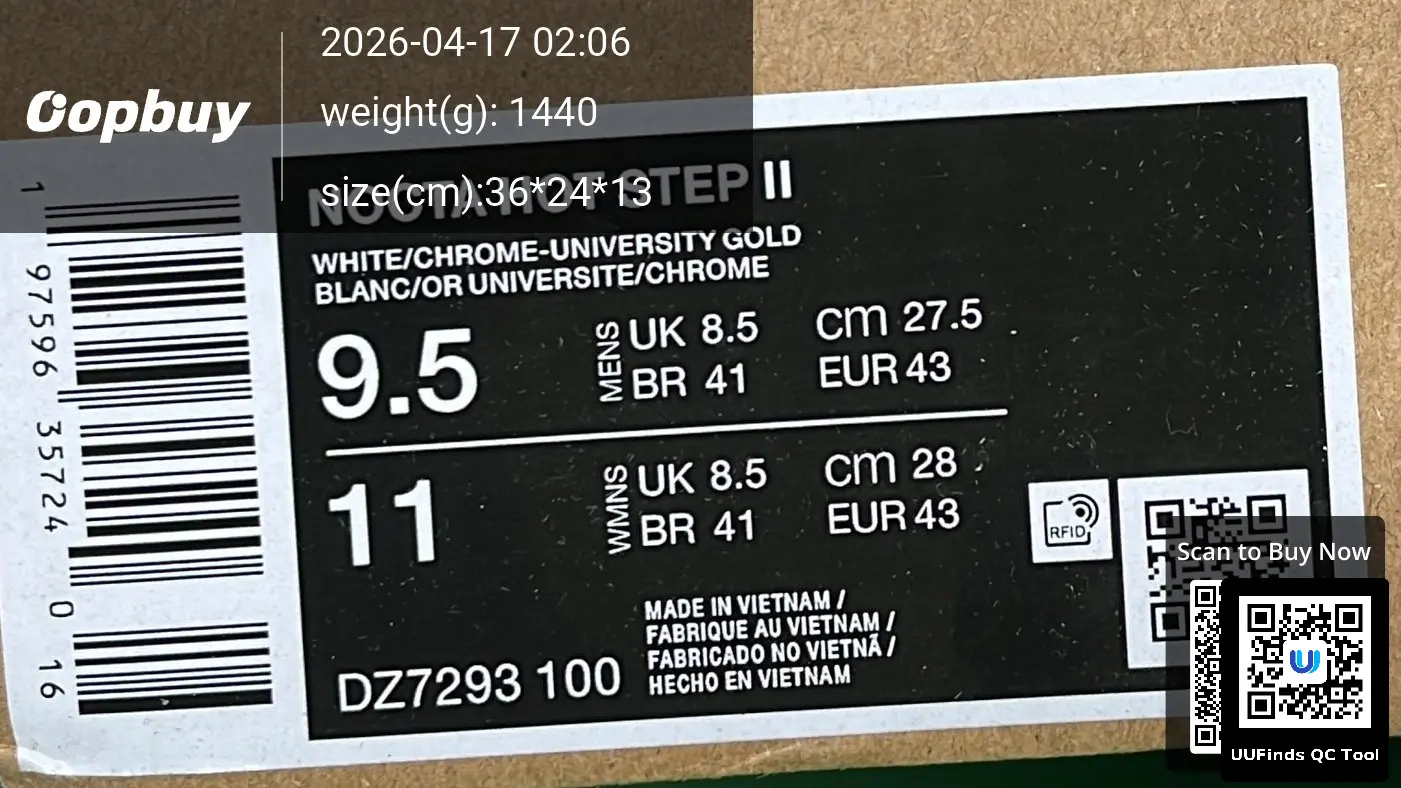 oopbuy
2026-04-17 02:06
weight(g): 1440
size(cm):36*24*13
NOCTA HOT STEP II
WHITE/CHROME-UNIVERSITY GOLD
BLANC/OR UNIVERSITE/CHROME
9.5
MENS
UK 8.5
BR 41
CM 27.5
EUR 43
11
WMNS
UK 8.5
BR 41
CM 28
EUR 43
DZ7293 100
MADE IN VIETNAM /
FABRIQUE AU VIETNAM /
FABRICADO NO VIETNÃ /
HECHO EN VIETNAM
1 97596 35724 0 16
RFID
Scan to Buy Now
UUFinds QC Tool